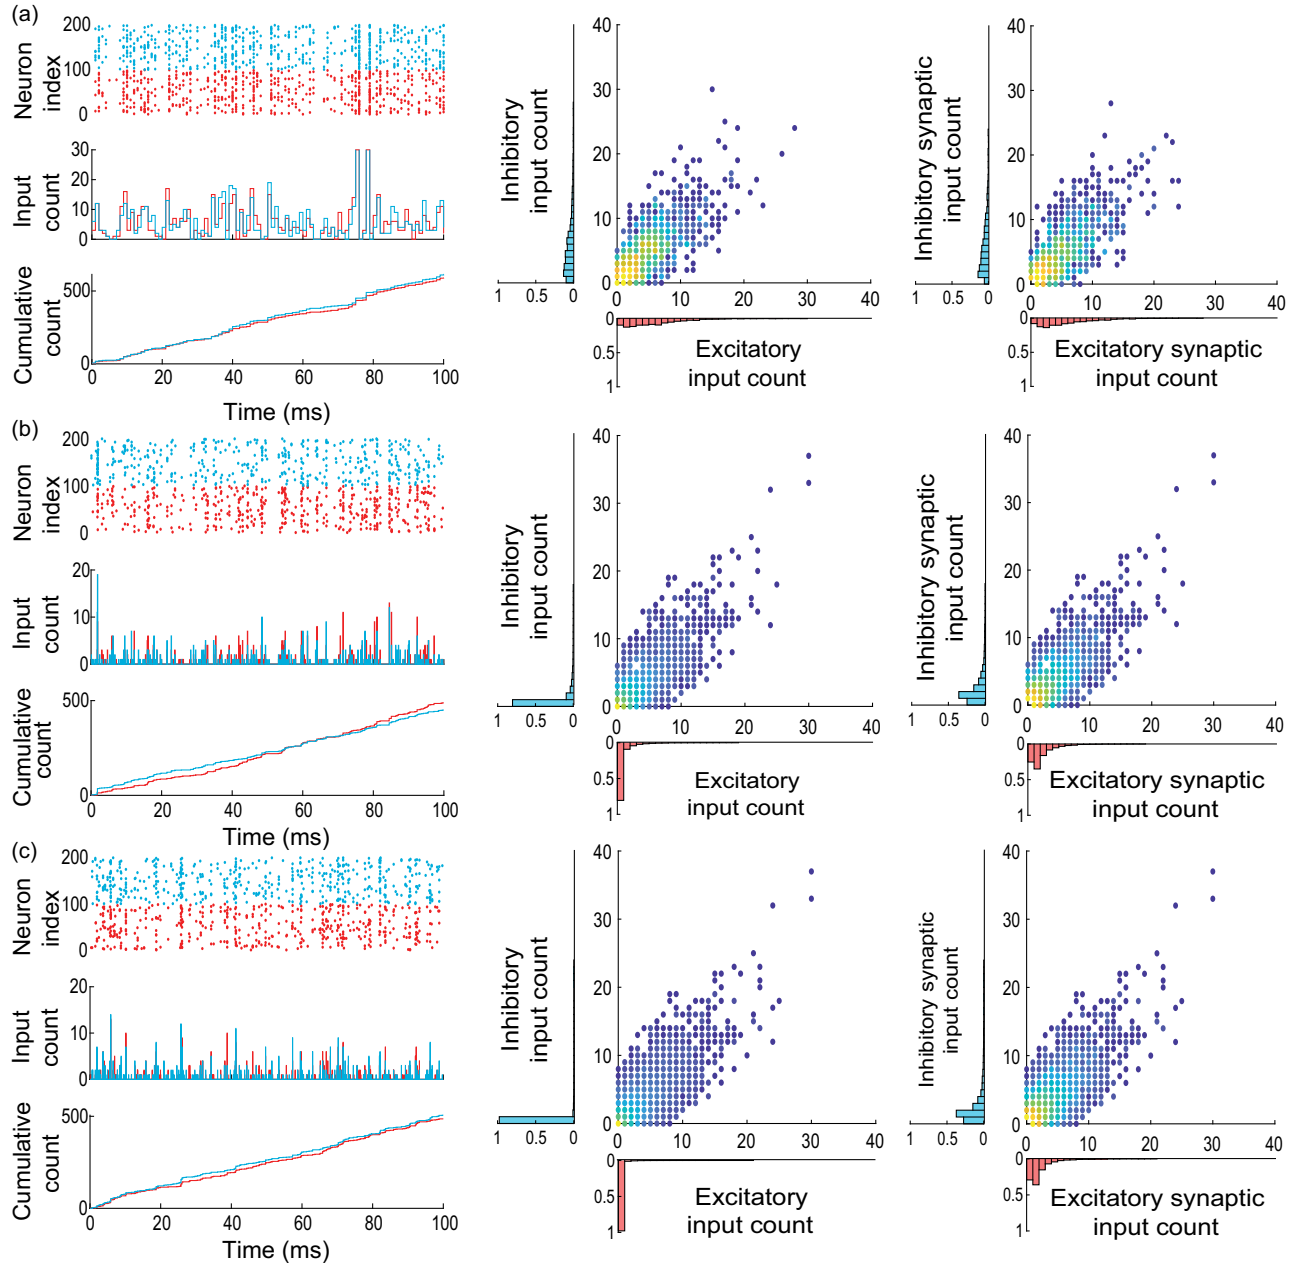 (a)
Neuron
index
200
100
0
Input
count
30
20
10
0
Cumulative
count
500
0
0 20 40 60 80 100
Time (ms)
Inhibitory
input count
1 0.5 0
40
30
20
10
0
0 10 20 30 40
0
0.5
1
Excitatory
input count
Inhibitory synaptic
input count
1 0.5 0
40
30
20
10
0
0 10 20 30 40
0
0.5
1
Excitatory synaptic
input count
(b)
Neuron
index
200
100
0
Input
count
20
10
0
Cumulative
count
500
0
0 20 40 60 80 100
Time (ms)
Inhibitory
input count
1 0.5 0
40
30
20
10
0
0 10 20 30 40
0
0.5
1
Excitatory
input count
Inhibitory synaptic
input count
1 0.5 0
40
30
20
10
0
0 10 20 30 40
0
0.5
1
Excitatory synaptic
input count
(c)
Neuron
index
200
100
0
Input
count
20
10
0
Cumulative
count
500
0
0 20 40 60 80 100
Time (ms)
Inhibitory
input count
1 0.5 0
40
30
20
10
0
0 10 20 30 40
0
0.5
1
Excitatory
input count
Inhibitory synaptic
input count
1 0.5 0
40
30
20
10
0
0 10 20 30 40
0
0.5
1
Excitatory synaptic
input count